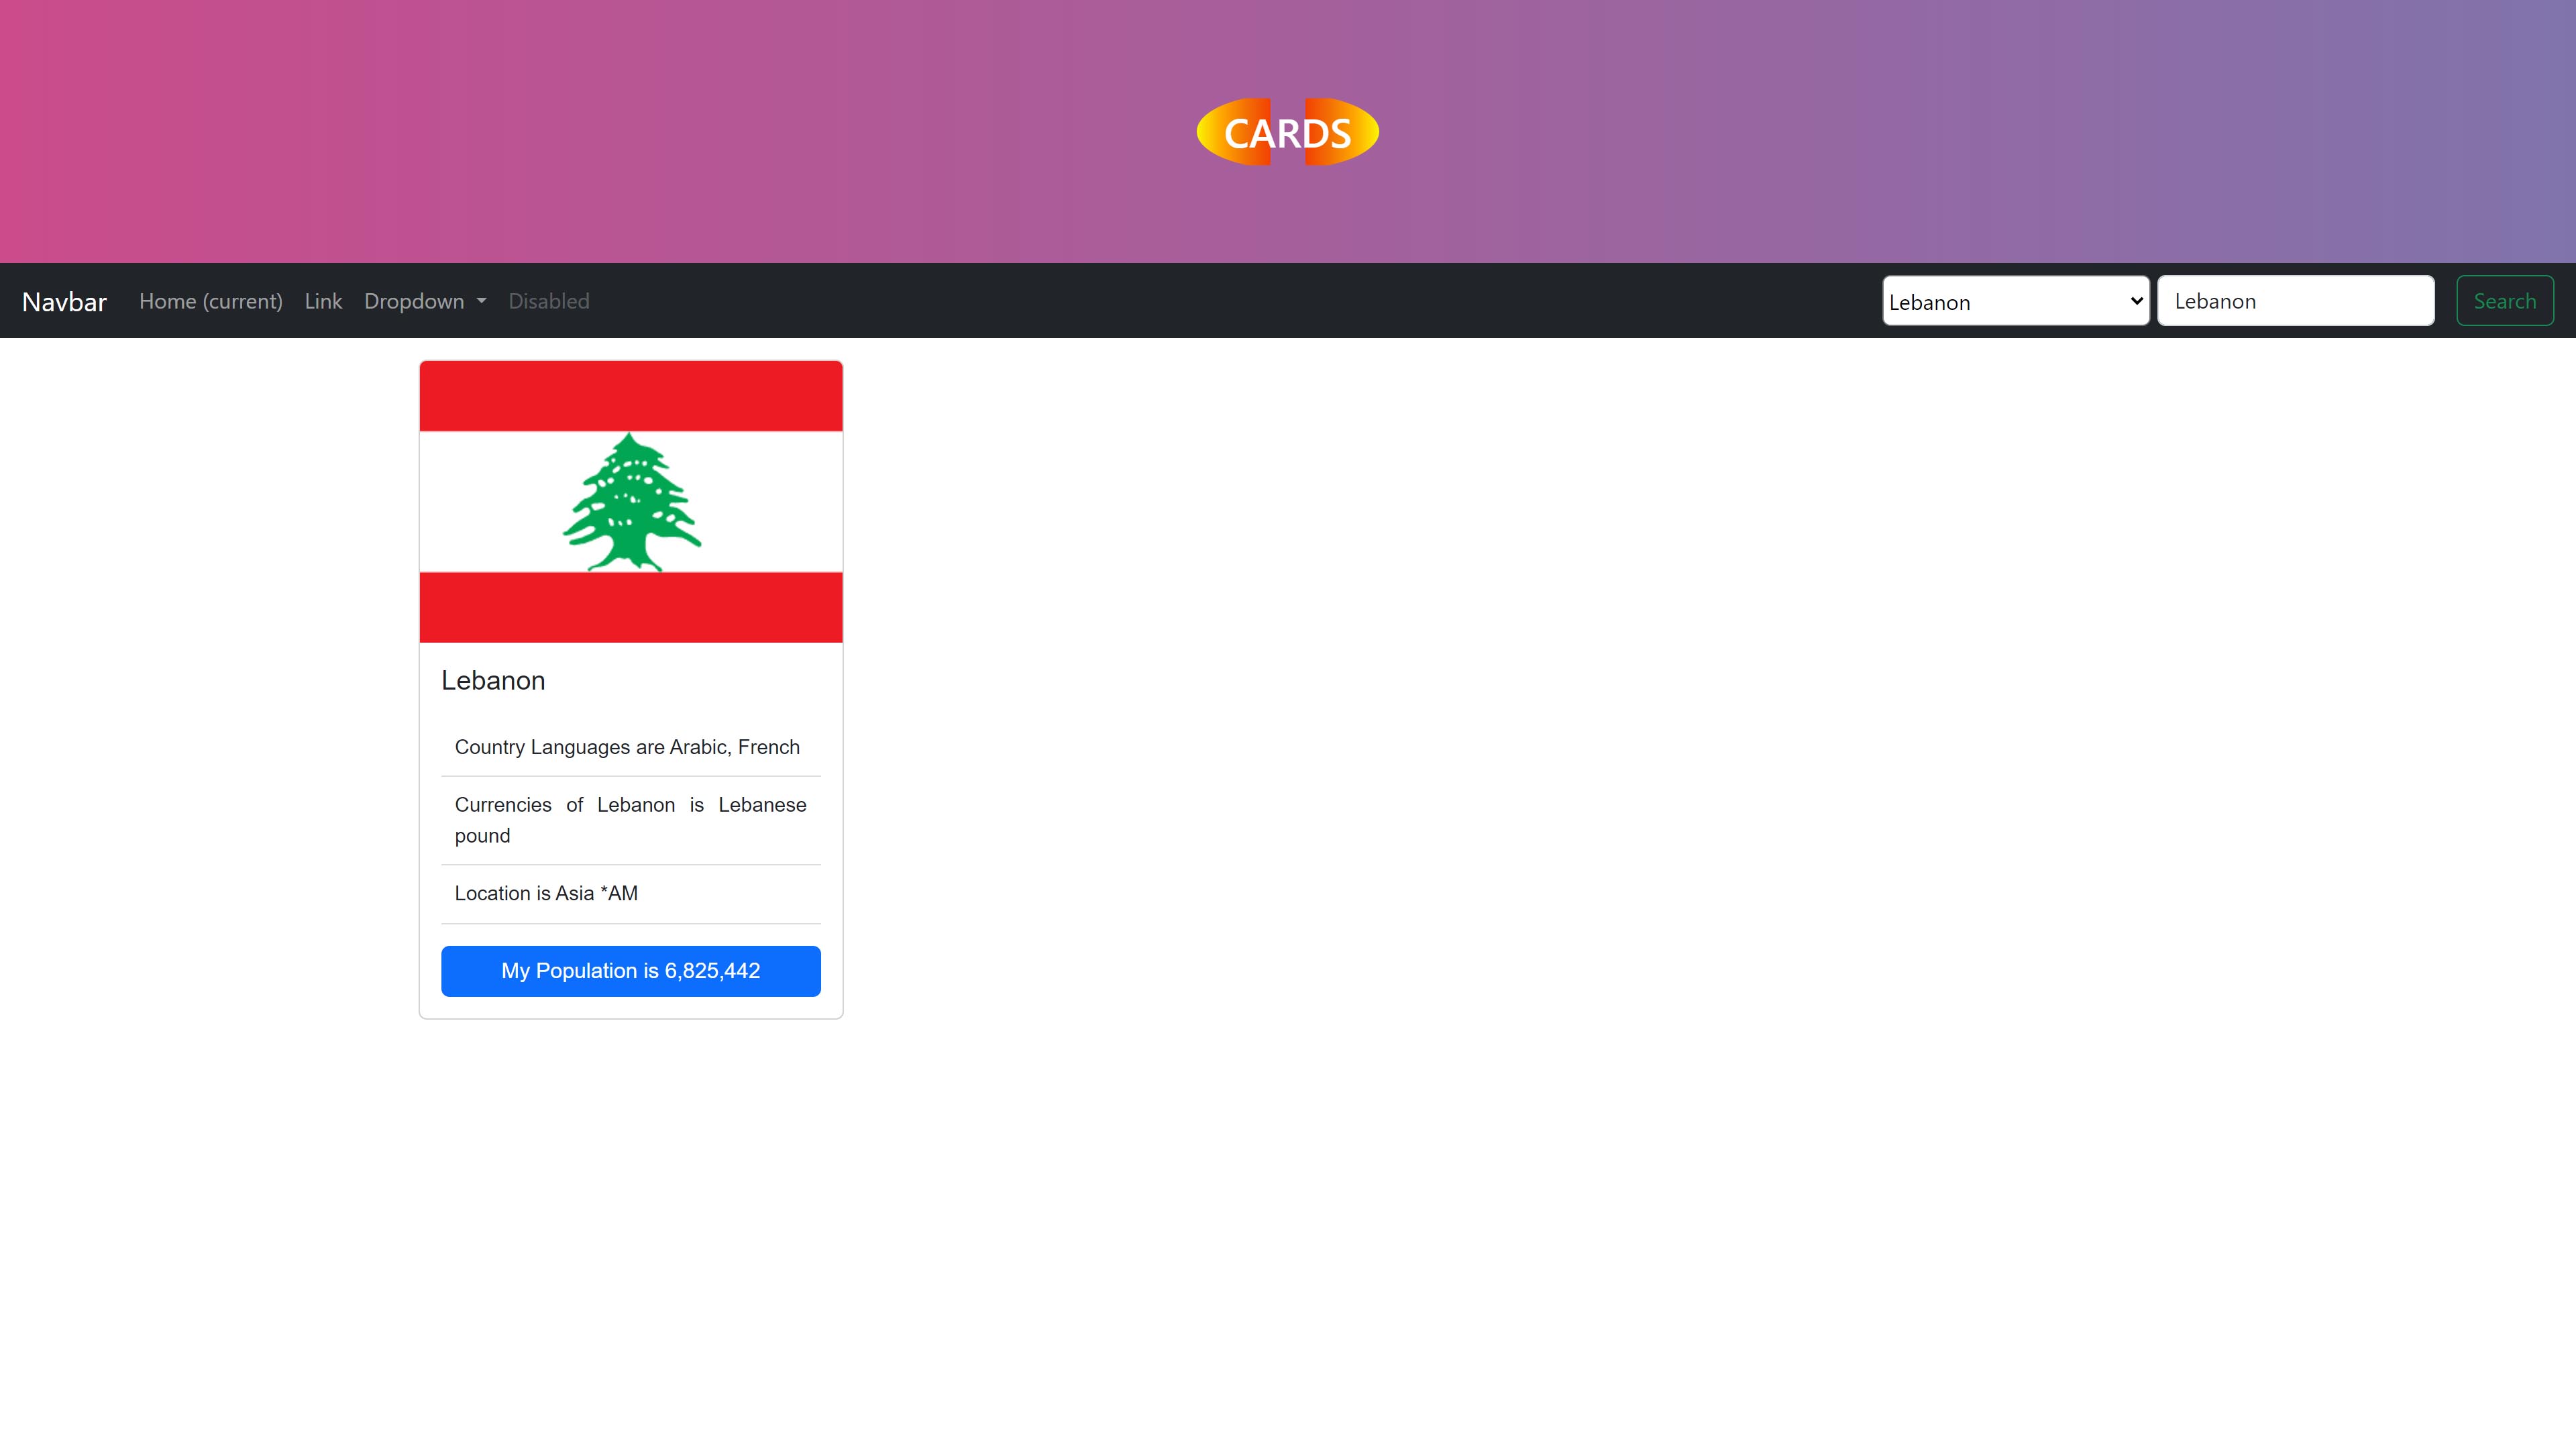 CARDS
Navbar
Home (current)
Link
Dropdown
Disabled
Lebanon
Lebanon
Search
Lebanon
Country Languages are Arabic, French
Currencies of Lebanon is Lebanese
pound
Location is Asia *AM
My Population is 6,825,442